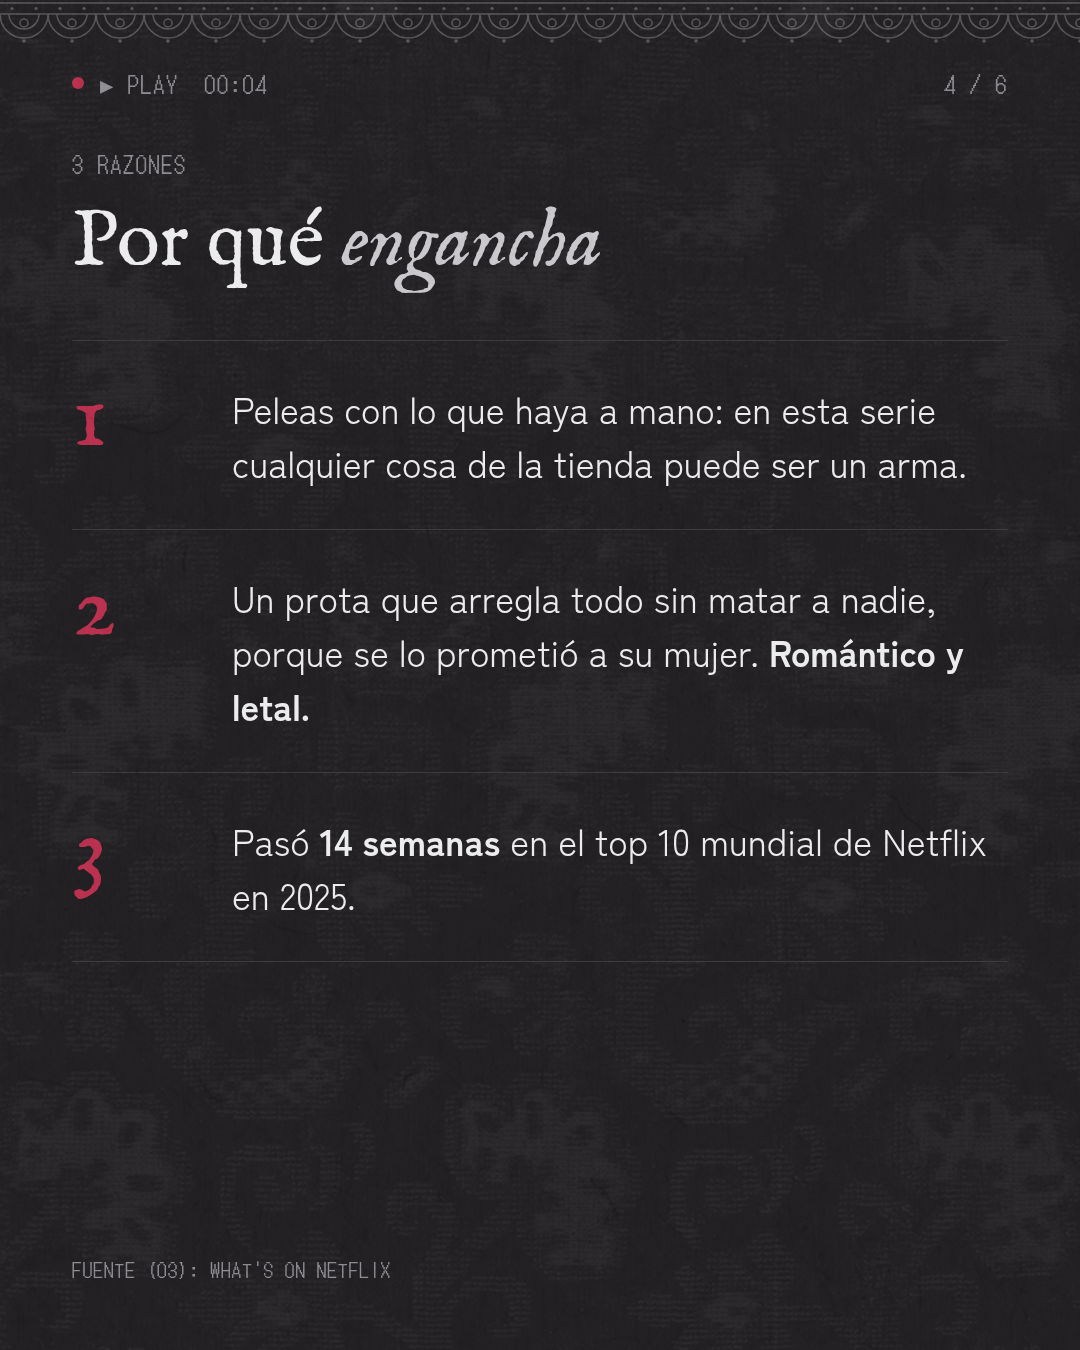 ▶ PLAY 00:04
4 / 6
3 RAZONES
Por qué engancha
1
Peleas con lo que haya a mano: en esta serie
cualquier cosa de la tienda puede ser un arma.
2
Un prota que arregla todo sin matar a nadie,
porque se lo prometió a su mujer. Romántico y
letal.
3
Pasó 14 semanas en el top 10 mundial de Netflix
en 2025.
FUENTE (03): WHAT'S ON NETFLIX